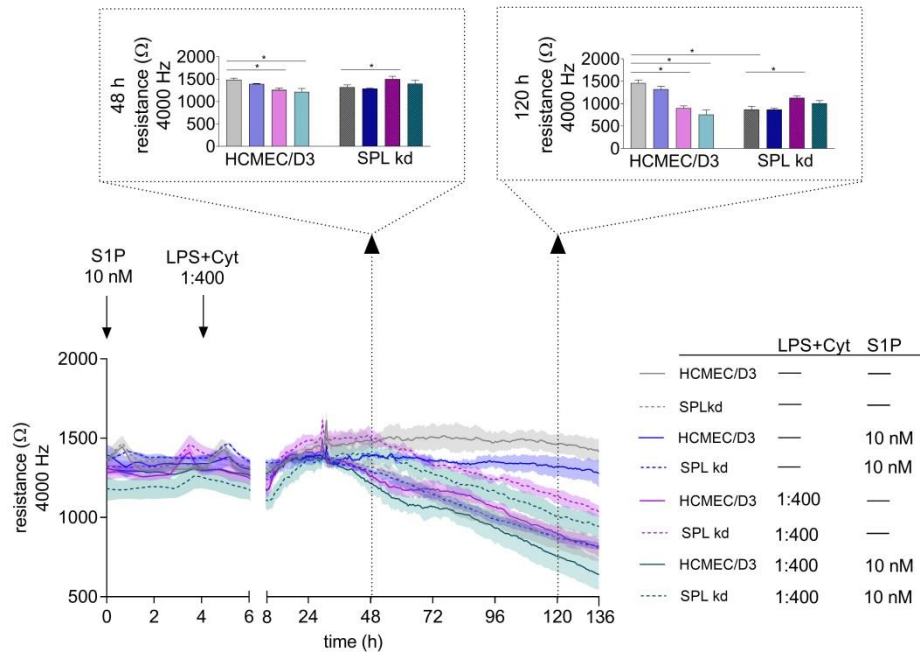 48 h
resistance (Ω)
4000 Hz
2000
1500
1000
500
0
*
*
*
HCMEC/D3 SPL kd
120 h
resistance (Ω)
4000 Hz
2000
1500
1000
500
0
*
*
*
*
HCMEC/D3 SPL kd
S1P
10 nM
LPS+Cyt
1:400
resistance (Ω)
4000 Hz
2000
1500
1000
500
0 2 4 6 8 24 48 72 96 120 136
time (h)
LPS+Cyt S1P
HCMEC/D3 — —
SPLkd — —
HCMEC/D3 — 10 nM
SPL kd — 10 nM
HCMEC/D3 1:400 —
SPL kd 1:400 —
HCMEC/D3 1:400 10 nM
SPL kd 1:400 10 nM